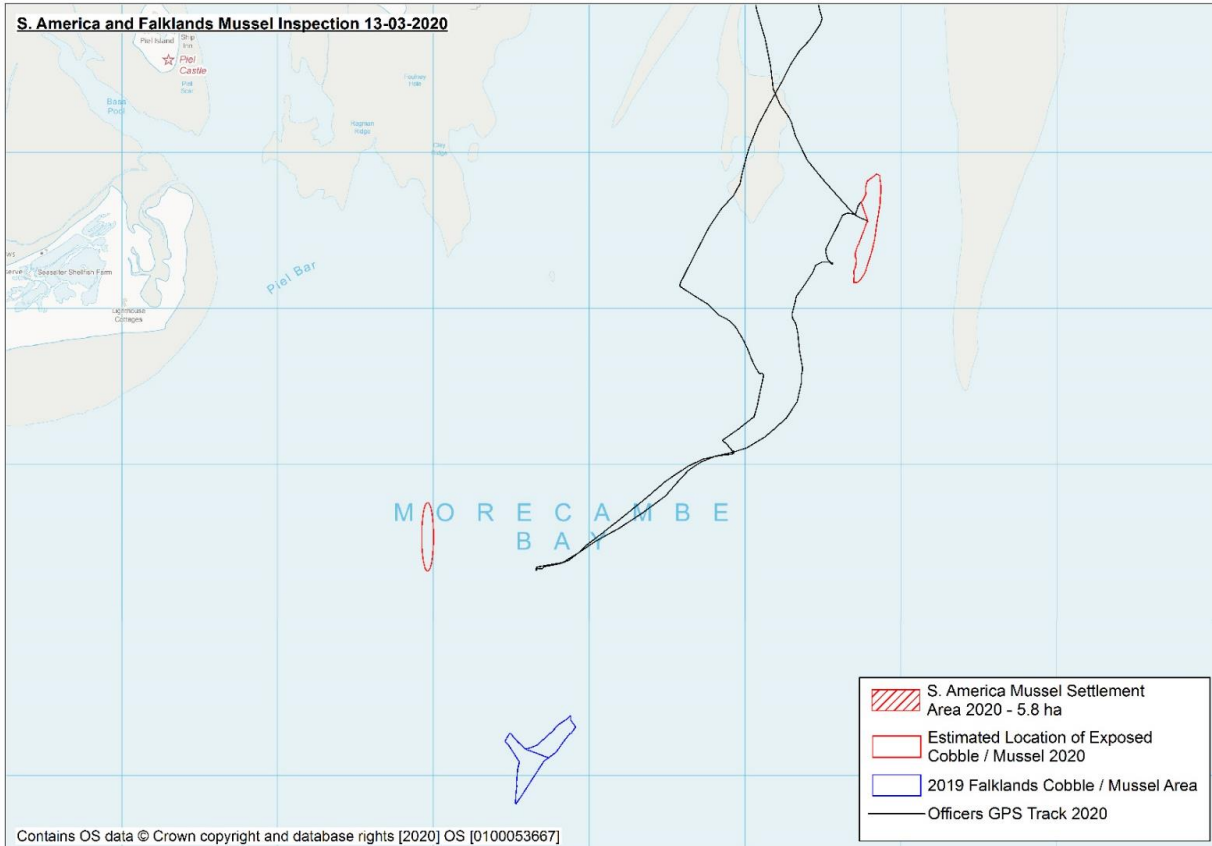 S. America and Falklands Mussel Inspection 13-03-2020
Piel Island
Ship
Inn
Piel
Castle
Bass
Pool
Piel Bar
Seasalter Shellfish Farm
Lighthouse
Cottages
MORECAMBE
BAY
S. America Mussel Settlement
Area 2020 - 5.8 ha
Estimated Location of Exposed
Cobble / Mussel 2020
2019 Falklands Cobble / Mussel Area
Officers GPS Track 2020
Contains OS data © Crown copyright and database rights [2020] OS [0100053667]